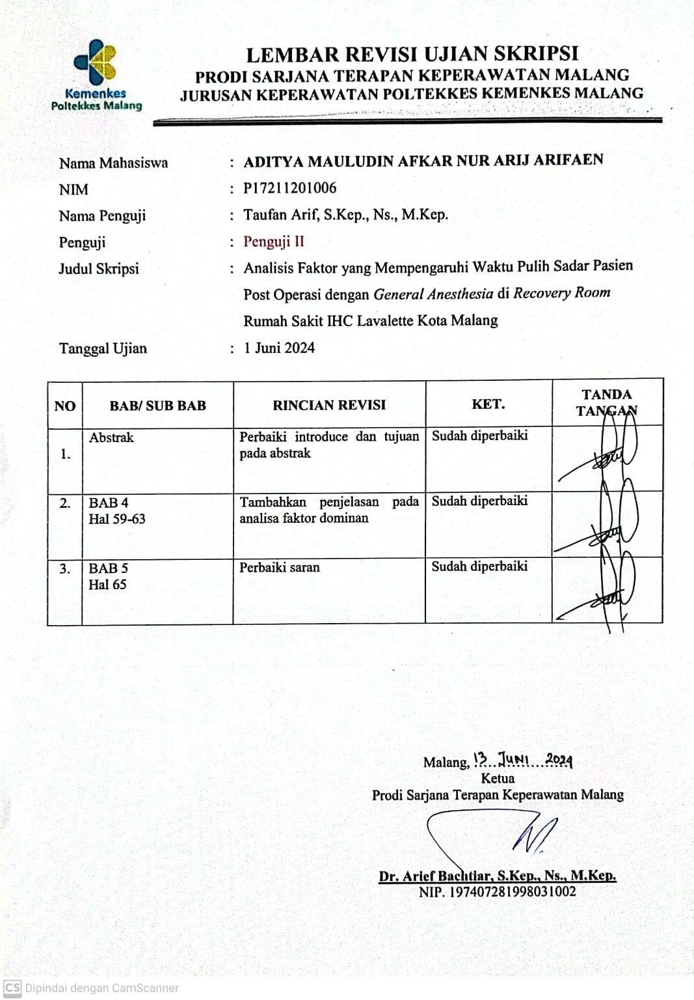 Kemenkes
Poltekkes Malang
LEMBAR REVISI UJIAN SKRIPSI
PRODI SARJANA TERAPAN KEPERAWATAN MALANG
JURUSAN KEPERAWATAN POLTEKKES KEMENKES MALANG
Nama Mahasiswa : ADITYA MAULUDIN AFKAR NUR ARIJ ARIFAEN
NIM : P17211201006
Nama Penguji : Taufan Arif, S.Kep., Ns., M.Kep.
Penguji : Penguji II
Judul Skripsi : Analisis Faktor yang Mempengaruhi Waktu Pulih Sadar Pasien
Post Operasi dengan General Anesthesia di Recovery Room
Rumah Sakit IHC Lavalette Kota Malang
Tanggal Ujian : 1 Juni 2024
NO BAB/ SUB BAB RINCIAN REVISI KET. TANDA TANGAN
1. Abstrak Perbaiki introduce dan tujuan pada abstrak Sudah diperbaiki
2. BAB 4 Hal 59-63 Tambahkan penjelasan pada analisa faktor dominan Sudah diperbaiki
3. BAB 5 Hal 65 Perbaiki saran Sudah diperbaiki
Malang, 13 JUNI 2024
Ketua
Prodi Sarjana Terapan Keperawatan Malang
Dr. Arief Bachtiar, S.Kep., Ns., M.Kep.
NIP. 197407281998031002
CS Dipindai dengan CamScanner